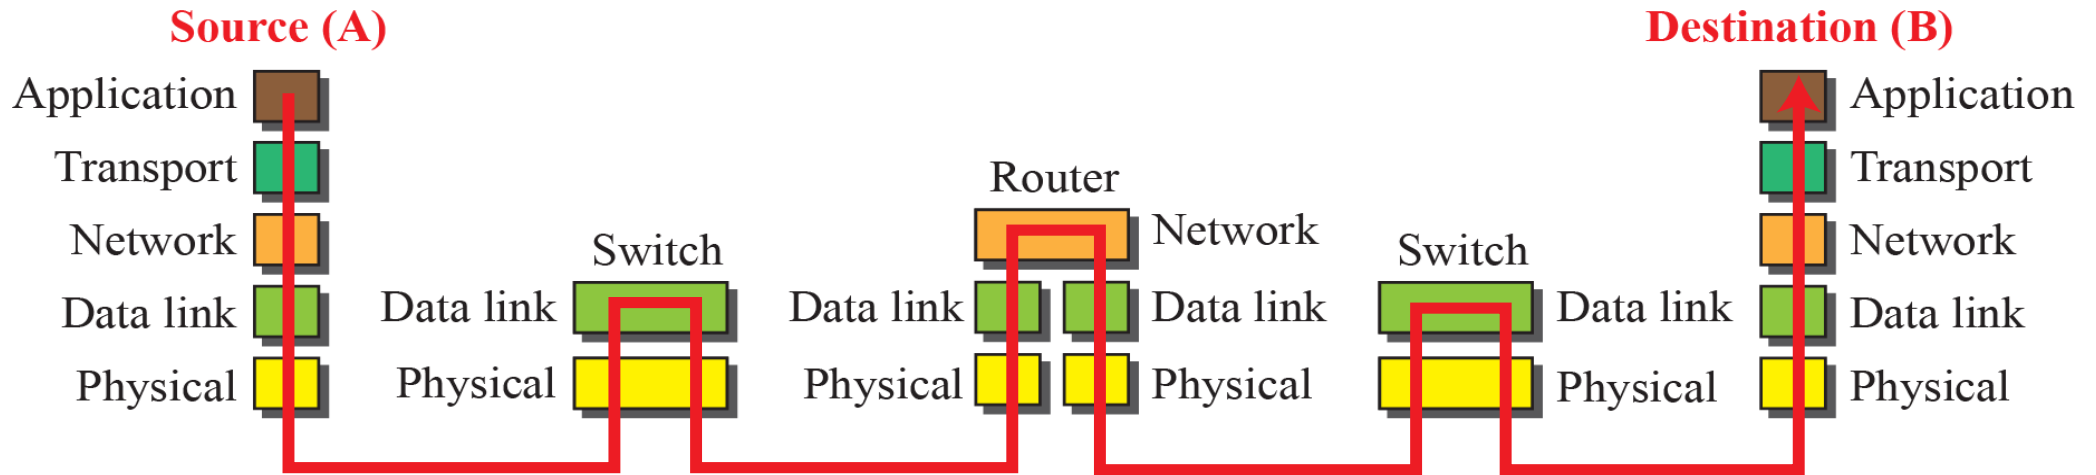 Source (A)
Destination (B)
Application
Transport
Network
Data link
Physical
Switch
Data link
Physical
Router
Network
Data link
Data link
Physical
Physical
Switch
Data link
Physical
Application
Transport
Network
Data link
Physical